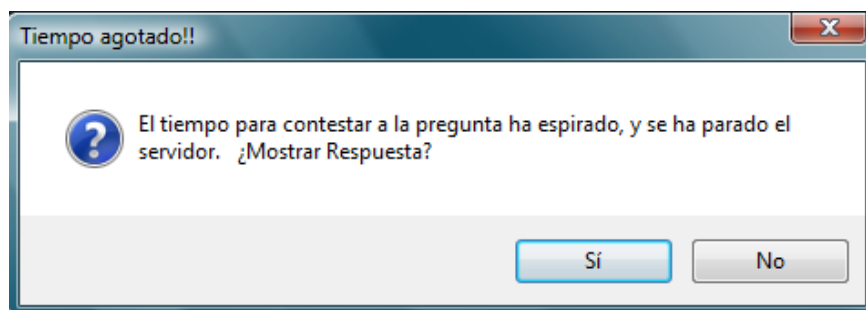 Tiempo agotado!!
El tiempo para contestar a la pregunta ha espirado, y se ha parado el
servidor. ¿Mostrar Respuesta?
Sí
No